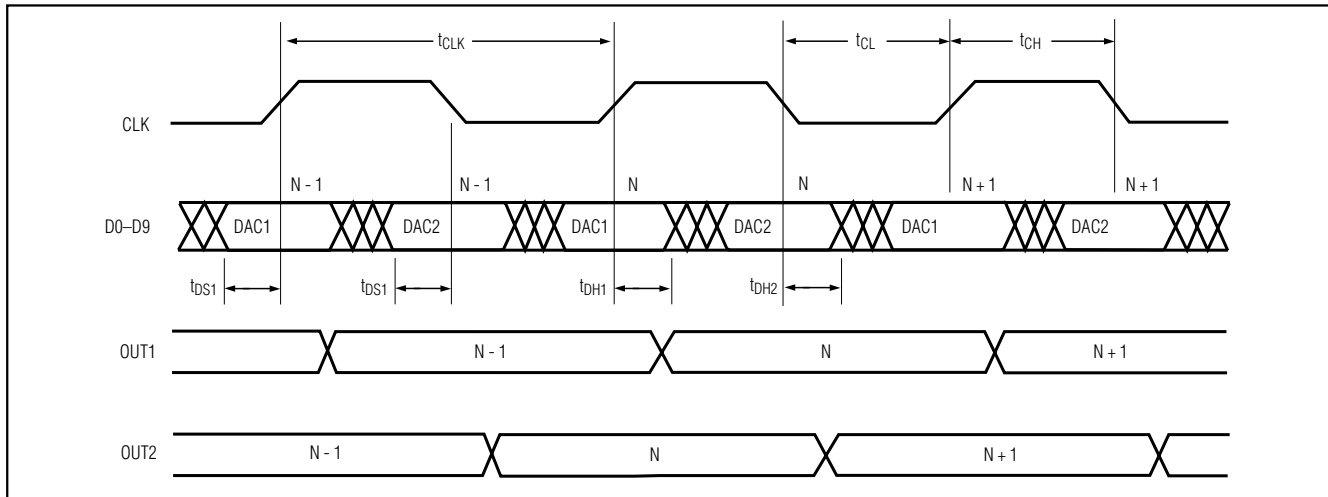 tCLK tCL tCH
CLK
N - 1 N - 1 N N N + 1 N + 1
D0–D9 DAC1 DAC2 DAC1 DAC2 DAC1 DAC2
tDS1 tDS1 tDH1 tDH2
OUT1 N - 1 N N + 1
OUT2 N - 1 N N + 1